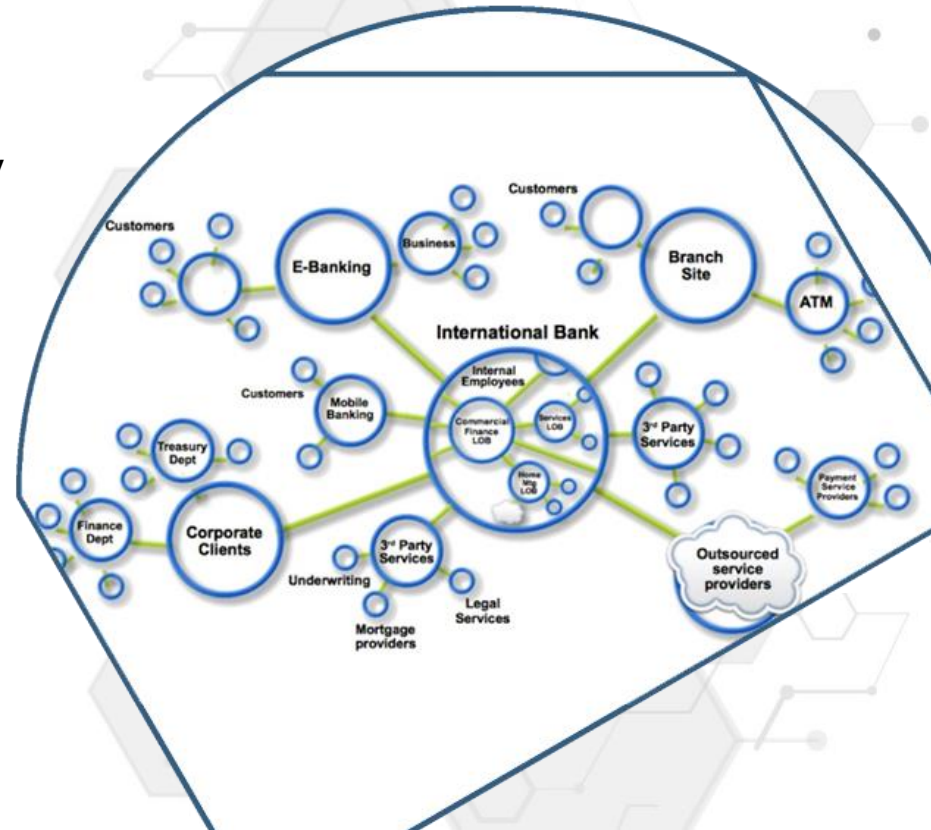 y
Customers
Customers
E-Banking
Business
Branch
Site
ATM
International Bank
Internal
Employees
Customers
Mobile
Banking
Commercial
Finance
LOB
Services
LOB
3rd Party
Services
Treasury
Dept
Home
Mtg
LOB
Payment
Service
Providers
Finance
Dept
Corporate
Clients
3rd Party
Services
Outsourced
service
providers
Underwriting
Legal
Services
Mortgage
providers